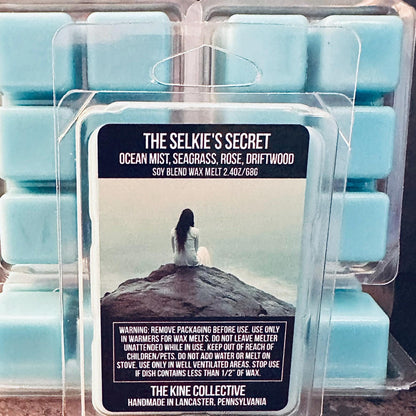 THE SELKIE'S SECRET
OCEAN MIST, SEAGRASS, ROSE, DRIFTWOOD
SOY BLEND WAX MELT 2.4OZ/68G
WARNING: REMOVE PACKAGING BEFORE USE. USE ONLY
IN WARMERS FOR WAX MELTS. DO NOT LEAVE MELTER
UNATTENDED WHILE IN USE. KEEP OUT OF REACH OF
CHILDREN/PETS. DO NOT ADD WATER OR MELT ON
STOVE. USE ONLY IN WELL VENTILATED AREAS. STOP USE
IF DISH CONTAINS LESS THAN 1/2" OF WAX.
THE KINE COLLECTIVE
HANDMADE IN LANCASTER, PENNSYLVANIA